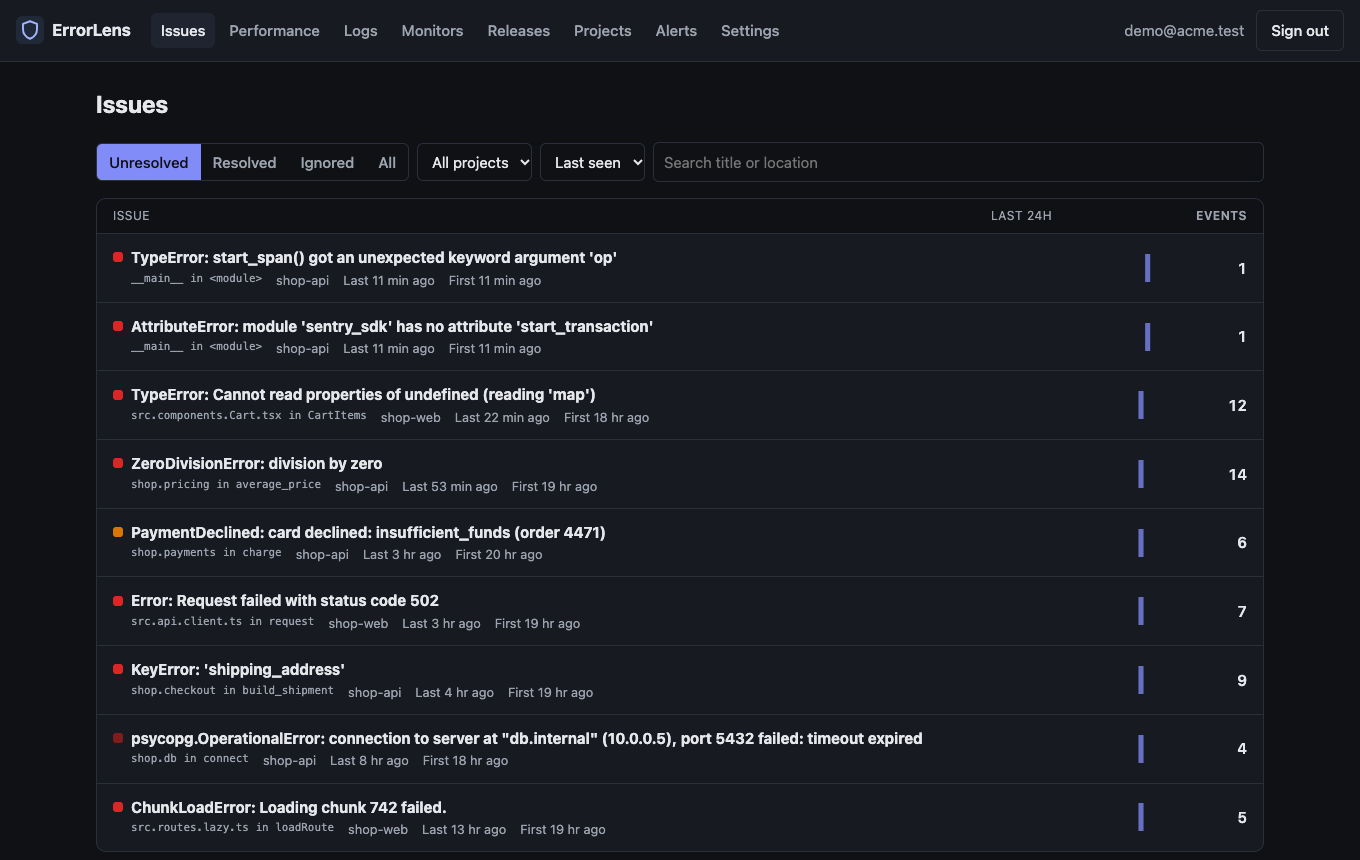 ErrorLens Issues Performance Logs Monitors Releases Projects Alerts Settings demo@acme.test Sign out
Issues
Unresolved Resolved Ignored All All projects Last seen Search title or location
ISSUE LAST 24H EVENTS
TypeError: start_span() got an unexpected keyword argument 'op'
__main__ in <module> shop-api Last 11 min ago First 11 min ago
1
AttributeError: module 'sentry_sdk' has no attribute 'start_transaction'
__main__ in <module> shop-api Last 11 min ago First 11 min ago
1
TypeError: Cannot read properties of undefined (reading 'map')
src.components.Cart.tsx in CartItems shop-web Last 22 min ago First 18 hr ago
12
ZeroDivisionError: division by zero
shop.pricing in average_price shop-api Last 53 min ago First 19 hr ago
14
PaymentDeclined: card declined: insufficient_funds (order 4471)
shop.payments in charge shop-api Last 3 hr ago First 20 hr ago
6
Error: Request failed with status code 502
src.api.client.ts in request shop-web Last 3 hr ago First 19 hr ago
7
KeyError: 'shipping_address'
shop.checkout in build_shipment shop-api Last 4 hr ago First 19 hr ago
9
psycopg.OperationalError: connection to server at "db.internal" (10.0.0.5), port 5432 failed: timeout expired
shop.db in connect shop-api Last 8 hr ago First 18 hr ago
4
ChunkLoadError: Loading chunk 742 failed.
src.routes.lazy.ts in loadRoute shop-web Last 13 hr ago First 19 hr ago
5